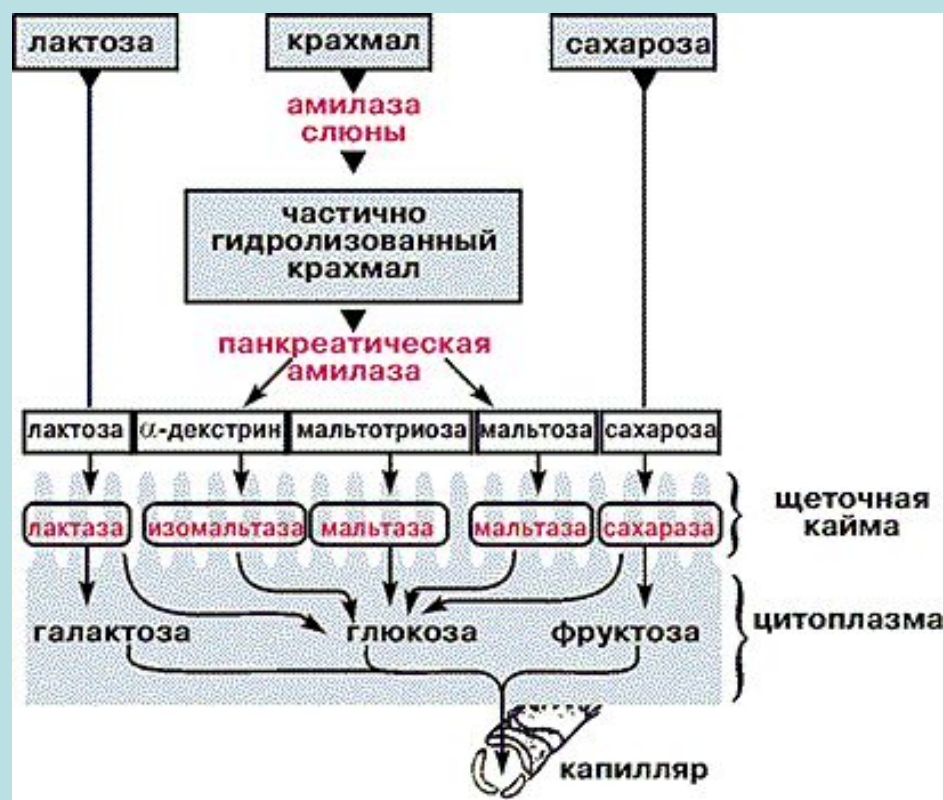 лактоза
крахмал
сахароза
амилаза
слюны
частично
гидролизованный
крахмал
панкреатическая
амилаза
лактоза
α-декстрин
мальтотриоза
мальтоза
сахароза
лактаза
изомальтаза
мальтаза
мальтаза
сахараза
щеточная
кайма
галактоза
глюкоза
фруктоза
цитоплазма
капилляр